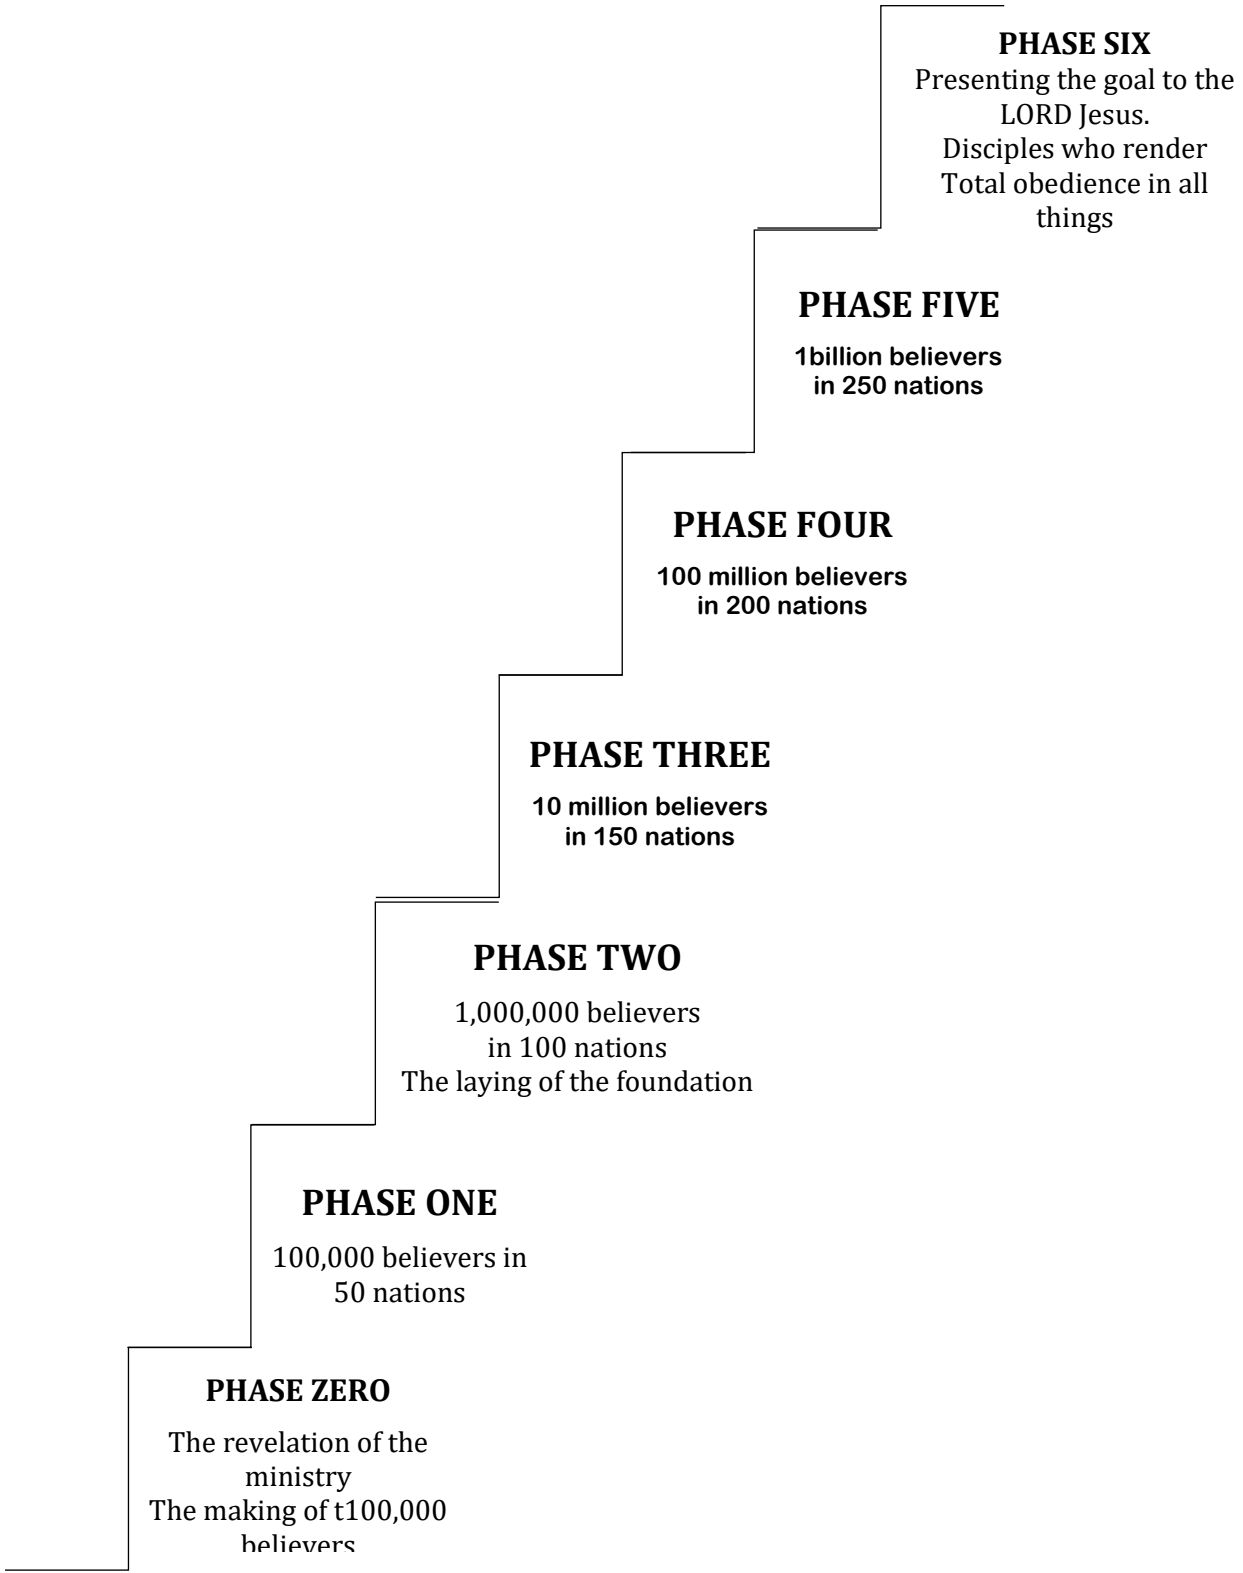 PHASE SIX
Presenting the goal to the
LORD Jesus.
Disciples who render
Total obedience in all
things
PHASE FIVE
1billion believers
in 250 nations
PHASE FOUR
100 million believers
in 200 nations
PHASE THREE
10 million believers
in 150 nations
PHASE TWO
1,000,000 believers
in 100 nations
The laying of the foundation
PHASE ONE
100,000 believers in
50 nations
PHASE ZERO
The revelation of the
ministry
The making of t100,000
believers